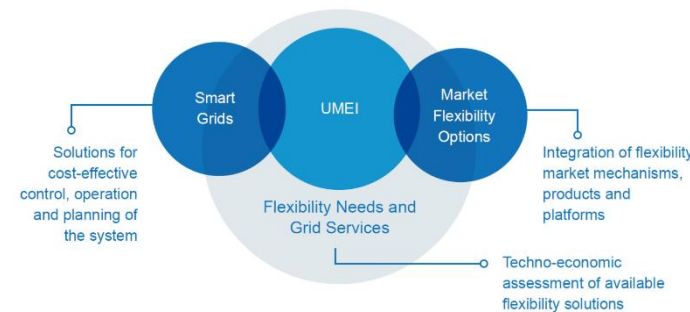 Smart
Grids
UMEI
Market
Flexibility
Options
Solutions for
cost-effective
control, operation
and planning of
the system
Integration of flexibility
market mechanisms,
products and
platforms
Flexibility Needs and
Grid Services
Techno-economic
assessment of available
flexibility solutions